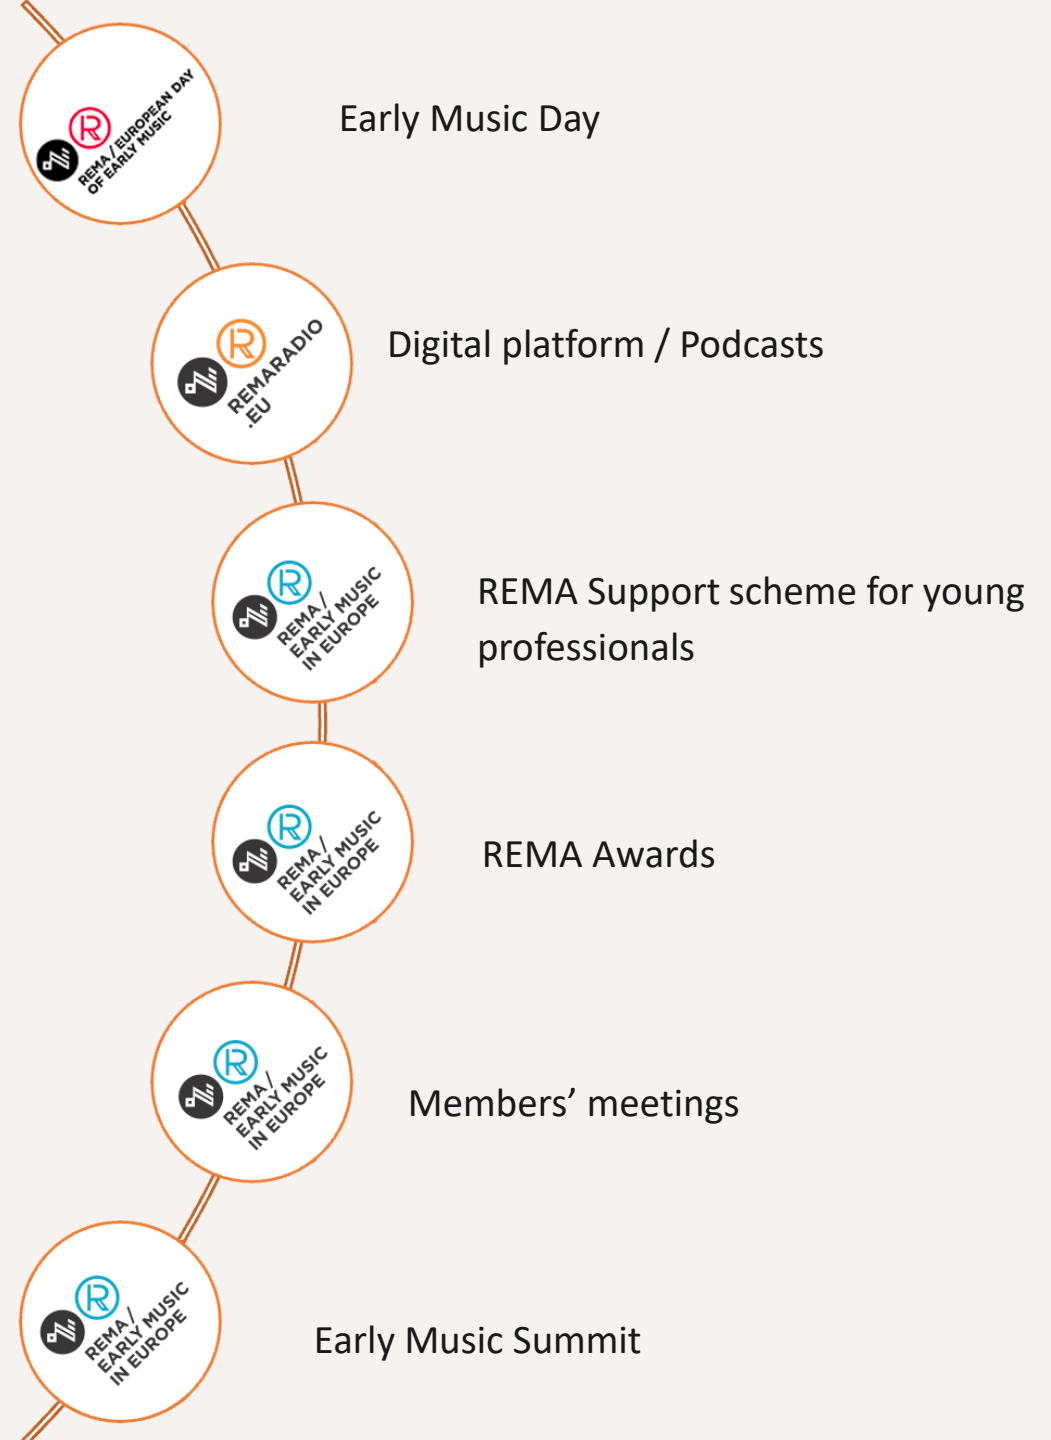 REMA / EUROPEAN DAY
OF EARLY MUSIC
Early Music Day
REMARADIO
.EU
Digital platform / Podcasts
REMA /
EARLY MUSIC
IN EUROPE
REMA Support scheme for young
professionals
REMA /
EARLY MUSIC
IN EUROPE
REMA Awards
REMA /
EARLY MUSIC
IN EUROPE
Members’ meetings
REMA /
EARLY MUSIC
IN EUROPE
Early Music Summit